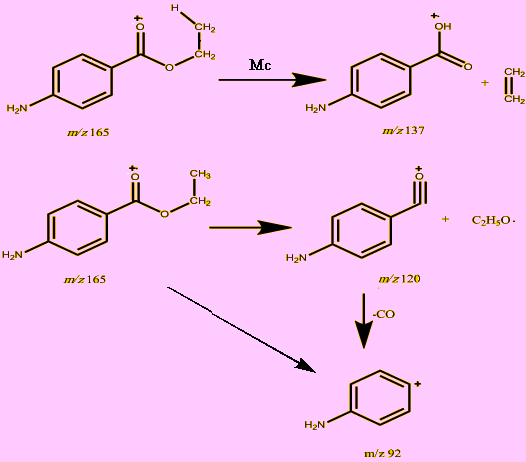 H
O
CH2
CH2
O
H2N
m/z 165
Mc
OH
O
H2N
m/z 137
+
CH2
CH2
O
CH3
CH2
O
H2N
m/z 165
O
H2N
m/z 120
+
C2H5O·
-CO
+
H2N
m/z 92